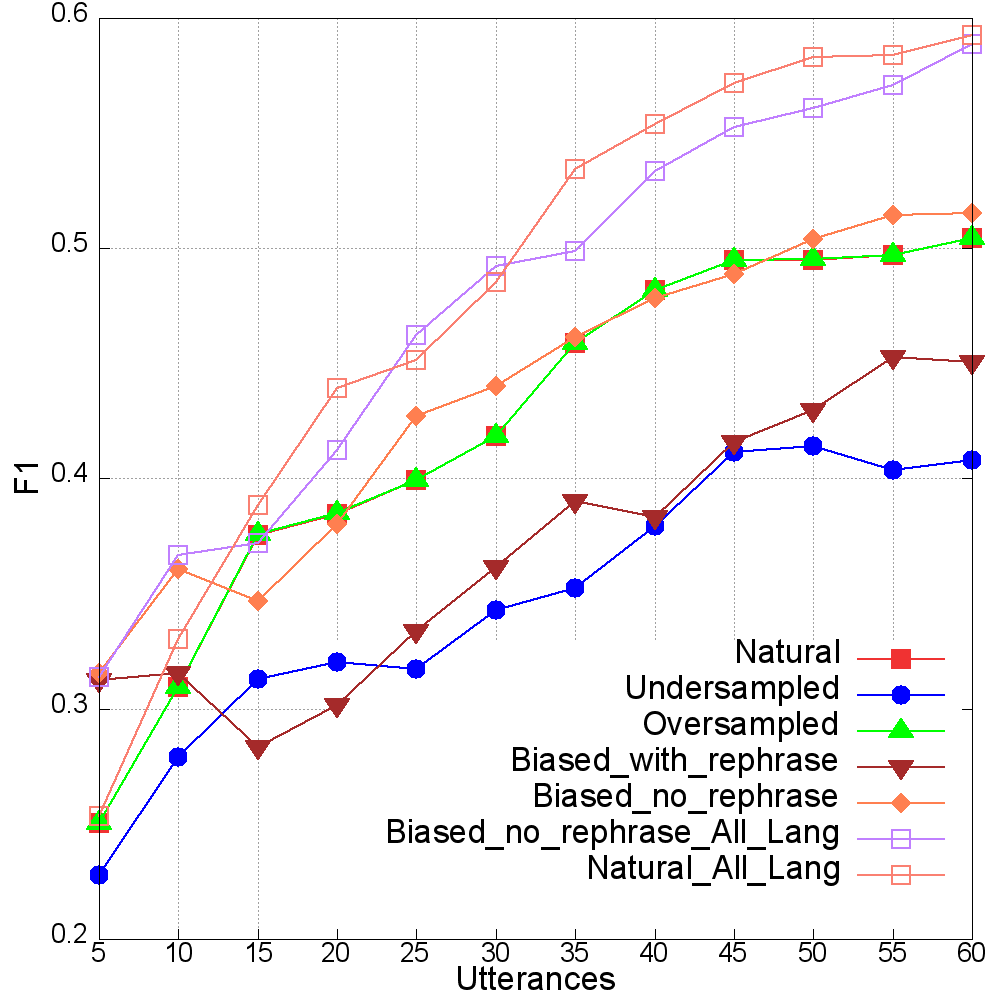 0.6
0.5
0.4
0.3
0.2
F1
Natural
Undersampled
Oversampled
Biased_with_rephrase
Biased_no_rephrase
Biased_no_rephrase_All_Lang
Natural_All_Lang
5 10 15 20 25 30 35 40 45 50 55 60
Utterances